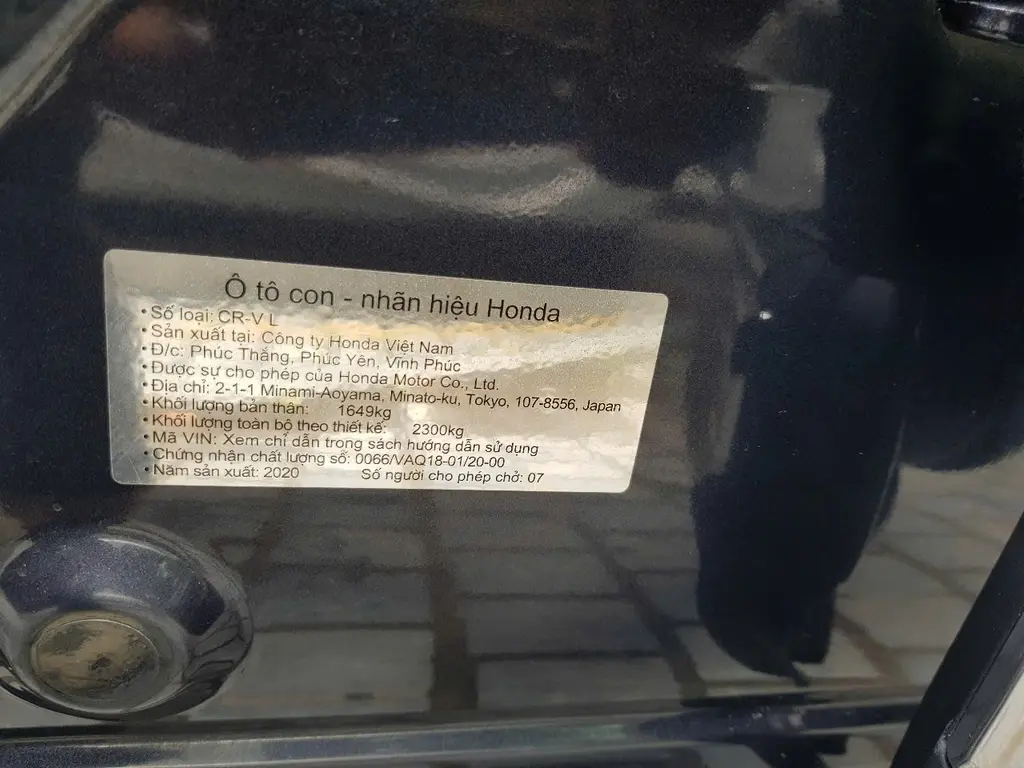 Ô tô con - nhãn hiệu Honda
• Số loại: CR-V L
• Sản xuất tại: Công ty Honda Việt Nam
• Đ/c: Phúc Thắng, Phúc Yên, Vĩnh Phúc
• Được sự cho phép của Honda Motor Co., Ltd.
• Địa chỉ: 2-1-1 Minami-Aoyama, Minato-ku, Tokyo, 107-8556, Japan
• Khối lượng bản thân: 1649kg
• Khối lượng toàn bộ theo thiết kế: 2300kg
• Mã VIN: Xem chỉ dẫn trong sách hướng dẫn sử dụng
• Chứng nhận chất lượng số: 0066/VAQ18-01/20-00
• Năm sản xuất: 2020 Số người cho phép chở: 07